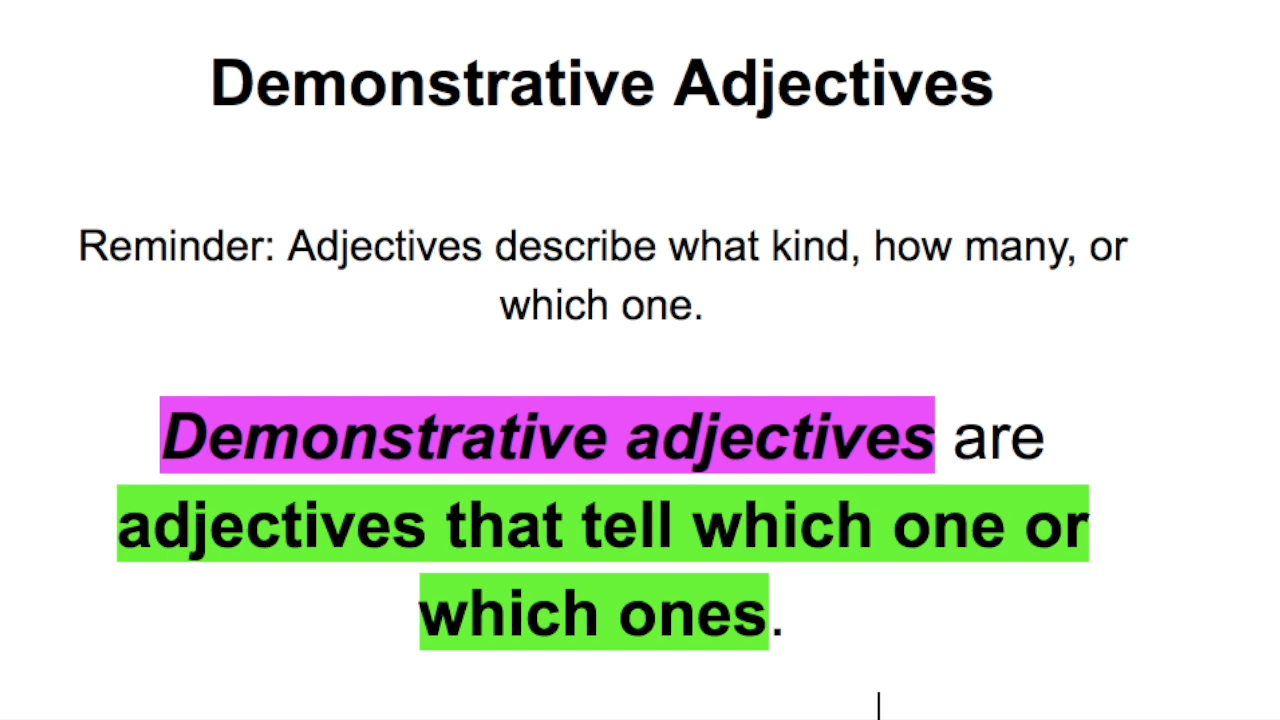 Demonstrative Adjectives
Reminder: Adjectives describe what kind, how many, or
which one.
Demonstrative adjectives are
adjectives that tell which one or
which ones.